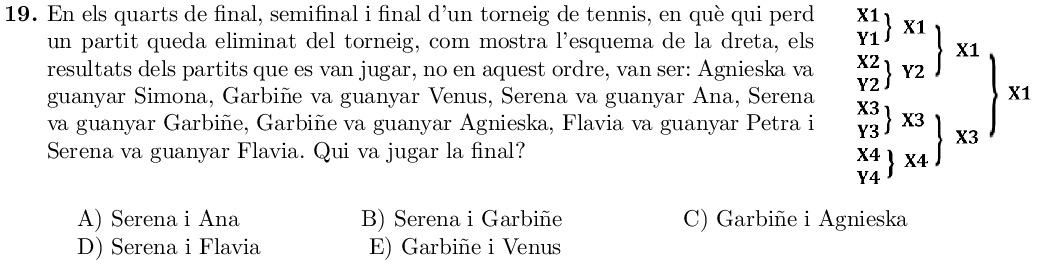 19. En els quarts de final, semifinal i final d'un torneig de tennis, en què qui perd
un partit queda eliminat del torneig, com mostra l'esquema de la dreta, els
resultats dels partits que es van jugar, no en aquest ordre, van ser: Agnieska va
guanyar Simona, Garbiñe va guanyar Venus, Serena va guanyar Ana, Serena
va guanyar Garbiñe, Garbiñe va guanyar Agnieska, Flavia va guanyar Petra i
Serena va guanyar Flavia. Qui va jugar la final?
X1
Y1
X2
Y2
X3
Y3
X4
Y4
X1
Y2
X3
X4
X1
X3
X1
A) Serena i Ana B) Serena i Garbiñe C) Garbiñe i Agnieska
D) Serena i Flavia E) Garbiñe i Venus